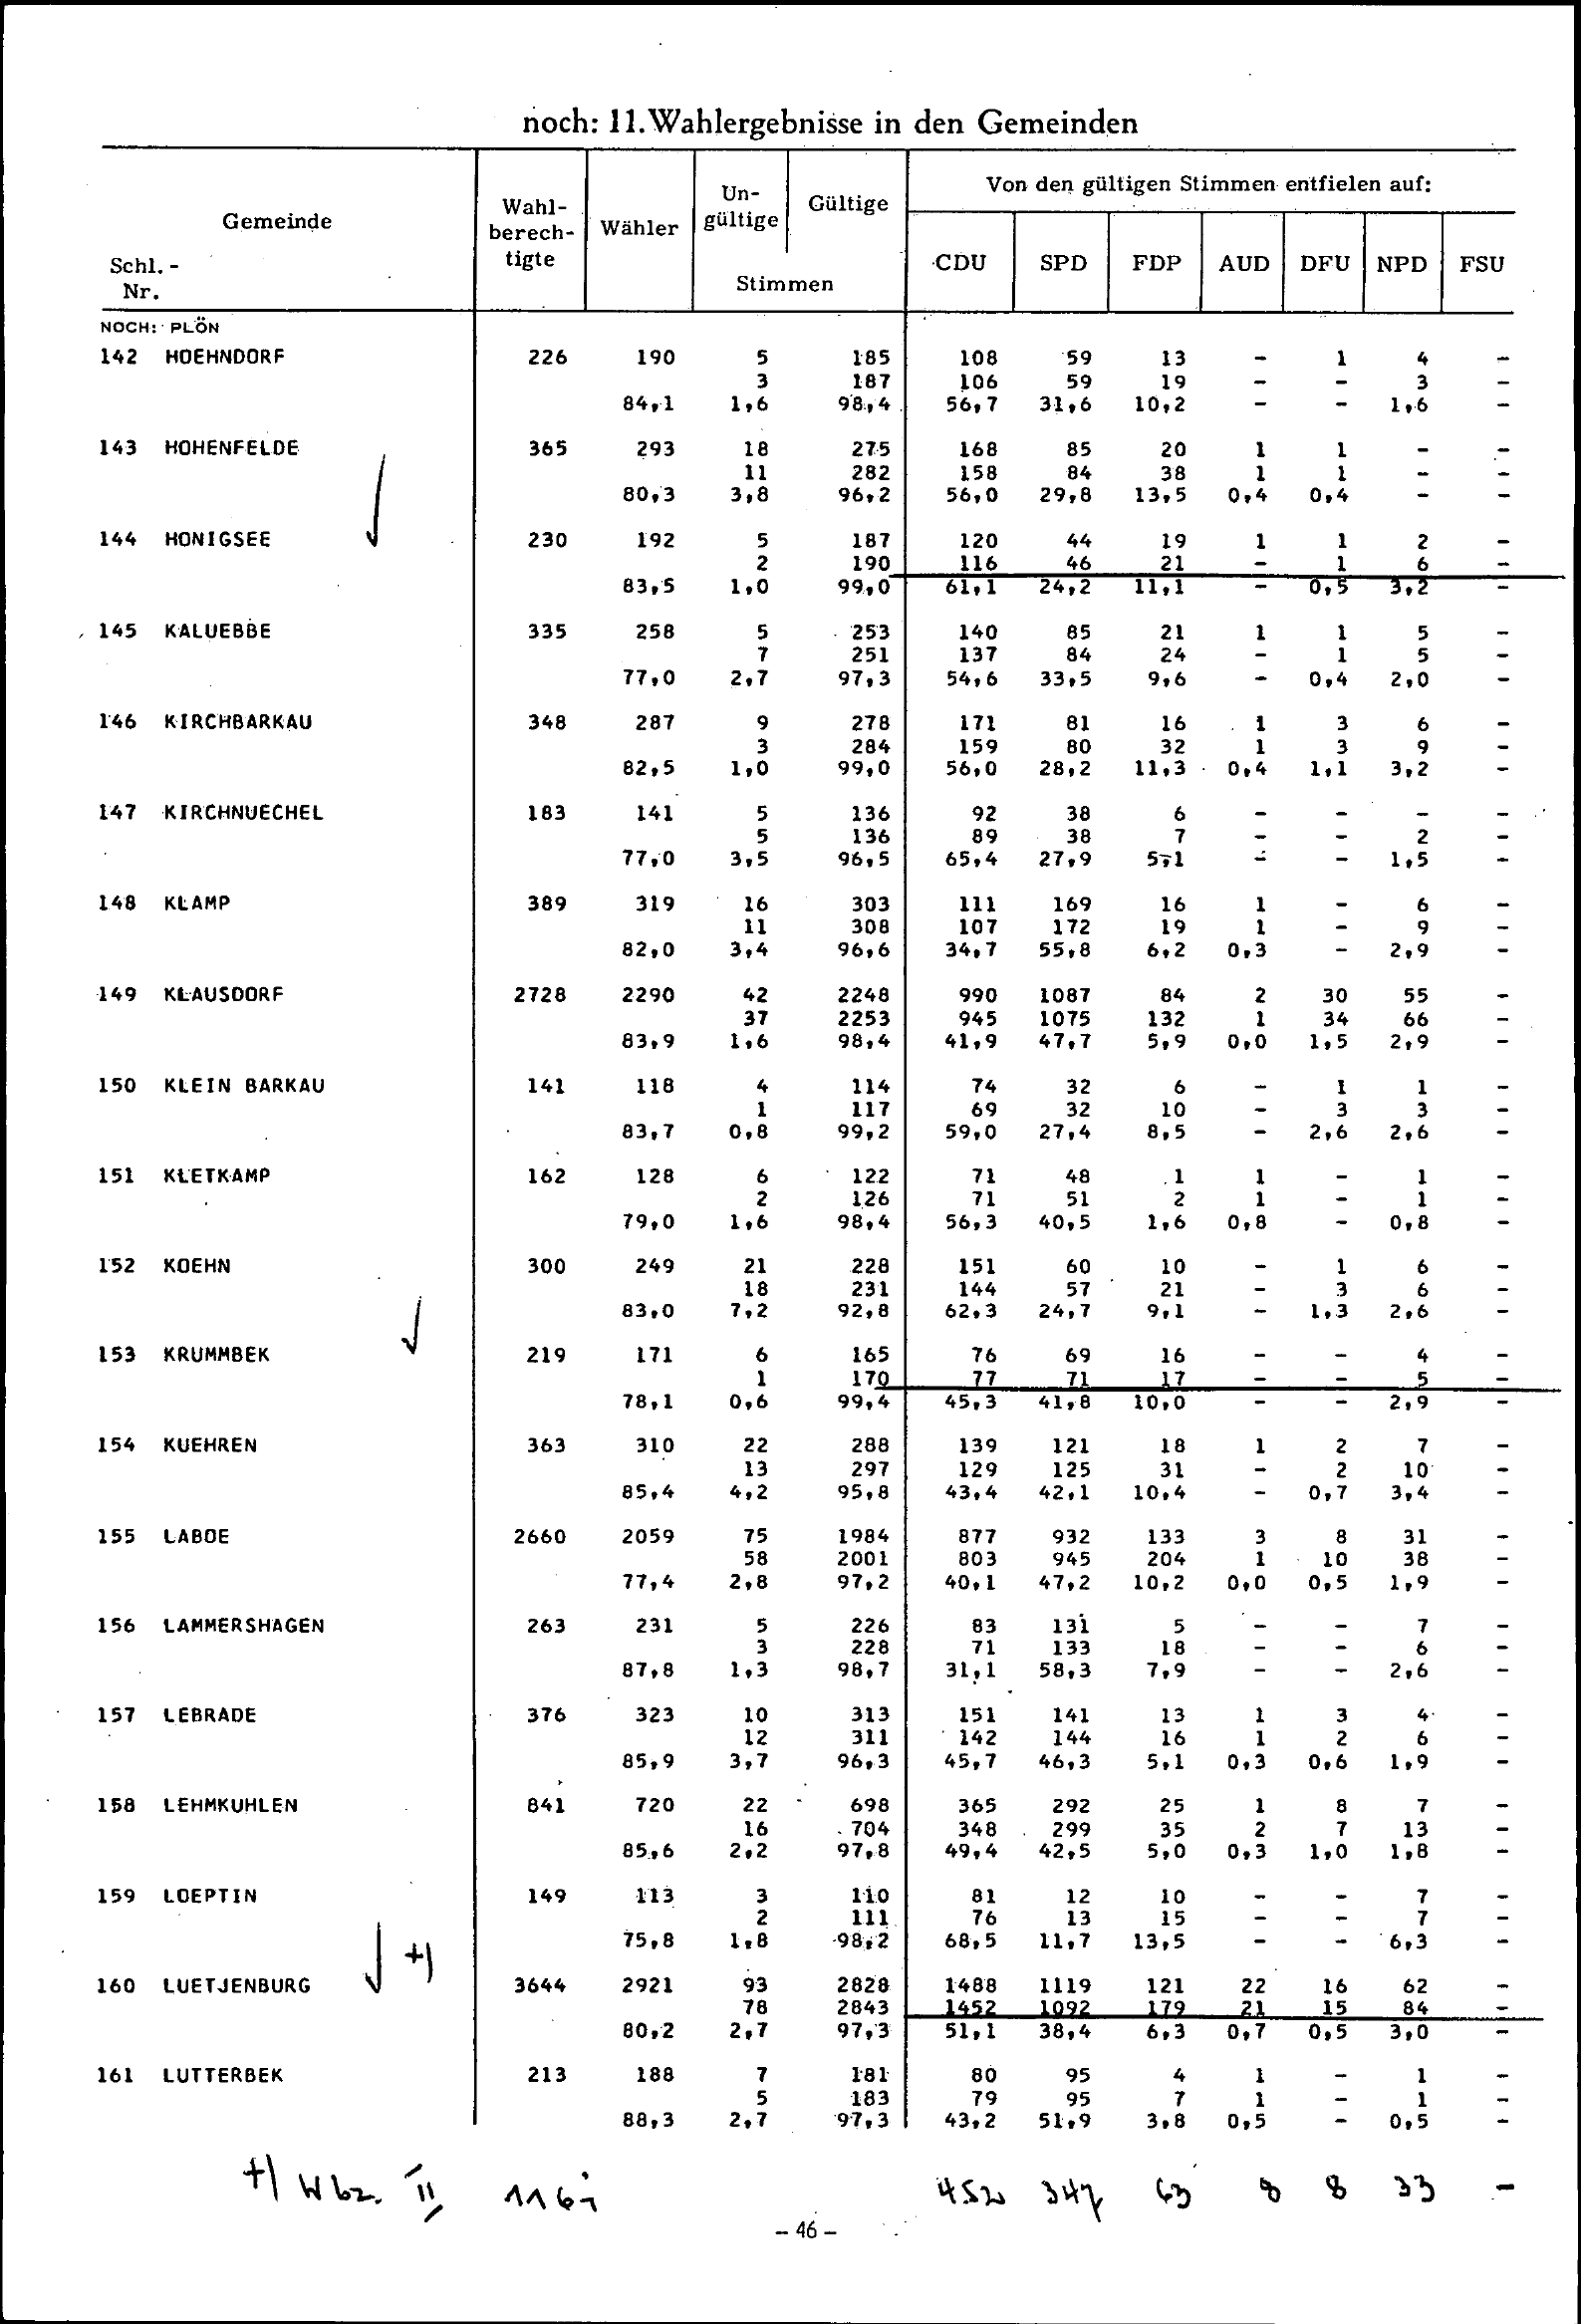 noch: 11. Wahlergebnisse in den Gemeinden
Gemeinde Wahl- berech- tigte Wähler Un- gültige Gültige Von den gültigen Stimmen entfielen auf:
Schl.- Nr. Stimmen CDU SPD FDP AUD DFU NPD FSU
NOCH: PLÖN
142 HOEHNDORF 226 190 5 185 108 59 13 - 1 4 -
3 187 106 59 19 - - 3 -
84,1 1,6 98,4 56,7 31,6 10,2 - - 1,6 -
143 HOHENFELDE 365 293 18 275 168 85 20 1 1 - -
11 282 158 84 38 1 1 - -
80,3 3,8 96,2 56,0 29,8 13,5 0,4 0,4 - -
144 HONIGSEE 230 192 5 187 120 44 19 1 1 2 -
2 190 116 46 21 - 1 6 -
83,5 1,0 99,0 61,1 24,2 11,1 - 0,5 3,2 -
145 KALUEBBE 335 258 5 253 140 85 21 1 1 5 -
7 251 137 84 24 - 1 5 -
77,0 2,7 97,3 54,6 33,5 9,6 - 0,4 2,0 -
146 KIRCHBARKAU 348 287 9 278 171 81 16 1 3 6 -
3 284 159 80 32 1 3 9 -
82,5 1,0 99,0 56,0 28,2 11,3 0,4 1,1 3,2 -
147 KIRCHNUECHEL 183 141 5 136 92 38 6 - - - -
5 136 89 38 7 - - 2 -
77,0 3,5 96,5 65,4 27,9 5,1 - - 1,5 -
148 KLAMP 389 319 16 303 111 169 16 1 - 6 -
11 308 107 172 19 1 - 9 -
82,0 3,4 96,6 34,7 55,8 6,2 0,3 - 2,9 -
149 KLAUSDORF 2728 2290 42 2248 990 1087 84 2 30 55 -
37 2253 945 1075 132 1 34 66 -
83,9 1,6 98,4 41,9 47,7 5,9 0,0 1,5 2,9 -
150 KLEIN BARKAU 141 118 4 114 74 32 6 - 1 1 -
1 117 69 32 10 - 3 3 -
83,7 0,8 99,2 59,0 27,4 8,5 - 2,6 2,6 -
151 KLETKAMP 162 128 6 122 71 48 1 1 - 1 -
2 126 71 51 2 1 - 1 -
79,0 1,6 98,4 56,3 40,5 1,6 0,8 - 0,8 -
152 KOEHN 300 249 21 228 151 60 10 - 1 6 -
18 231 144 57 21 - 3 6 -
83,0 7,2 92,8 62,3 24,7 9,1 - 1,3 2,6 -
153 KRUMMBEK 219 171 6 165 76 69 16 - - 4 -
1 170 77 71 17 - - 5 -
78,1 0,6 99,4 45,3 41,8 10,0 - - 2,9 -
154 KUEHREN 363 310 22 288 139 121 18 1 2 7 -
13 297 129 125 31 - 2 10 -
85,4 4,2 95,8 43,4 42,1 10,4 - 0,7 3,4 -
155 LABOE 2660 2059 75 1984 877 932 133 3 8 31 -
58 2001 803 945 204 1 10 38 -
77,4 2,8 97,2 40,1 47,2 10,2 0,0 0,5 1,9 -
156 LAMMERSHAGEN 263 231 5 226 83 131 5 - - 7 -
3 228 71 133 18 - - 6 -
87,8 1,3 98,7 31,1 58,3 7,9 - - 2,6 -
157 LEBRADE 376 323 10 313 151 141 13 1 3 4 -
12 311 142 144 16 1 2 6 -
85,9 3,7 96,3 45,7 46,3 5,1 0,3 0,6 1,9 -
158 LEHMKUHLEN 841 720 22 698 365 292 25 1 8 7 -
16 704 348 299 35 2 7 13 -
85,6 2,2 97,8 49,4 42,5 5,0 0,3 1,0 1,8 -
159 LOEPTIN 149 113 3 110 81 12 10 - - 7 -
2 111 76 13 15 - - 7 -
75,8 1,8 98,2 68,5 11,7 13,5 - - 6,3 -
+)
160 LUETJENBURG 3644 2921 93 2828 1488 1119 121 22 16 62 -
78 2843 1452 1092 179 21 15 84 -
80,2 2,7 97,3 51,1 38,4 6,3 0,7 0,5 3,0 -
161 LUTTERBEK 213 188 7 181 80 95 4 1 - 1 -
5 183 79 95 7 1 - 1 -
88,3 2,7 97,3 43,2 51,9 3,8 0,5 - 0,5 -
+) Wbz. II 63 8 8 33 -
- 46 -